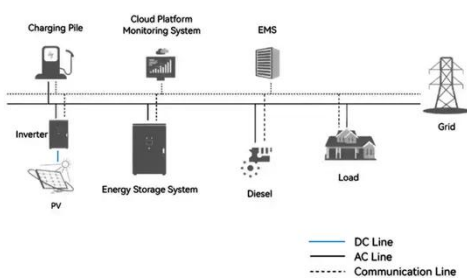 Cloud Platform
Monitoring System
Charging Pile
EMS
Grid
Inverter
PV
Energy Storage System
Diesel
Load
DC Line
AC Line
Communication Line